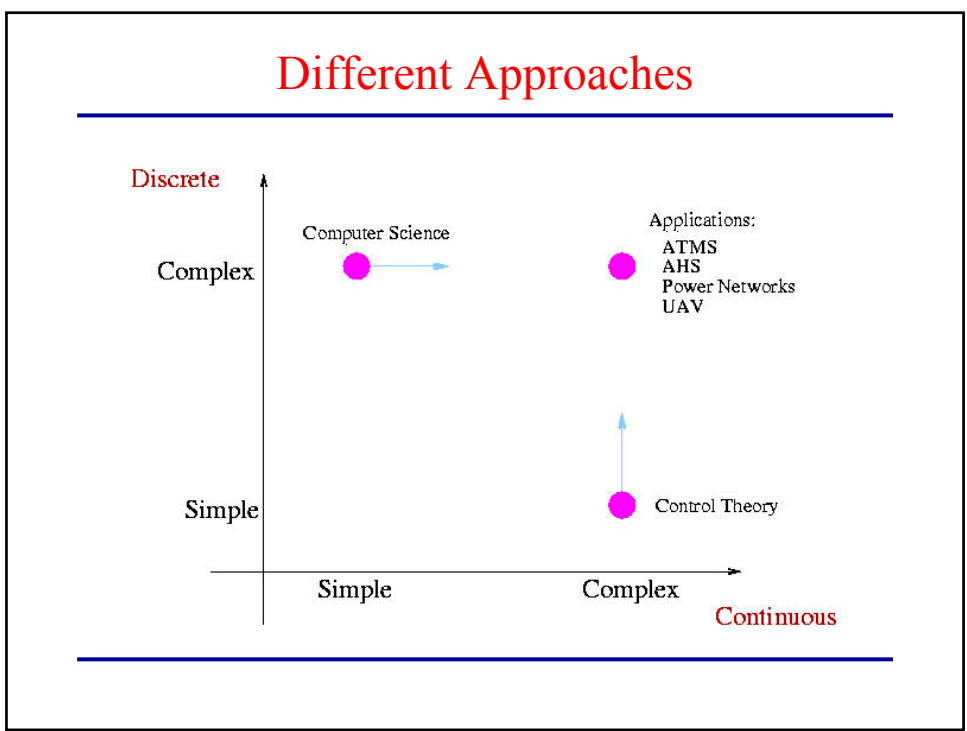 Different Approaches
Discrete
Computer Science
Applications:
ATMS
AHS
Power Networks
UAV
Complex
Simple
Control Theory
Simple
Complex
Continuous